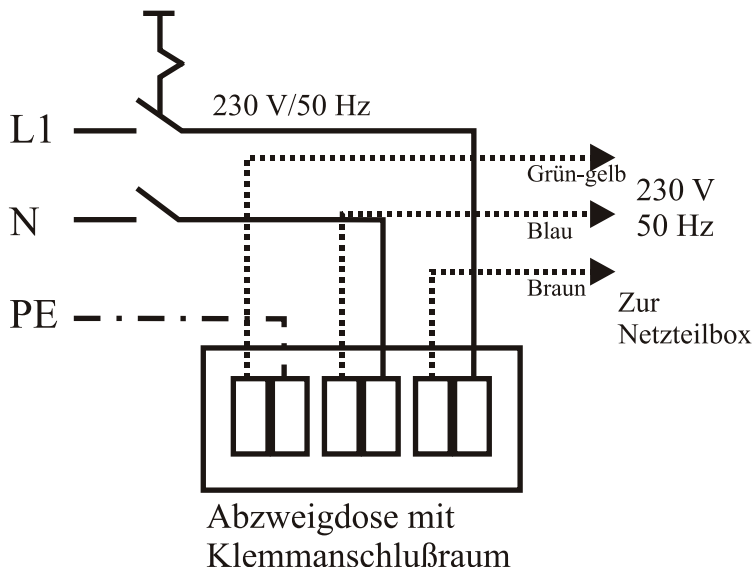 230 V/50 Hz
L1
Grün-gelb
230 V
N
Blau
50 Hz
Braun
PE
Zur
Netzteilbox
Abzweigdose mit
Klemmanschlußraum